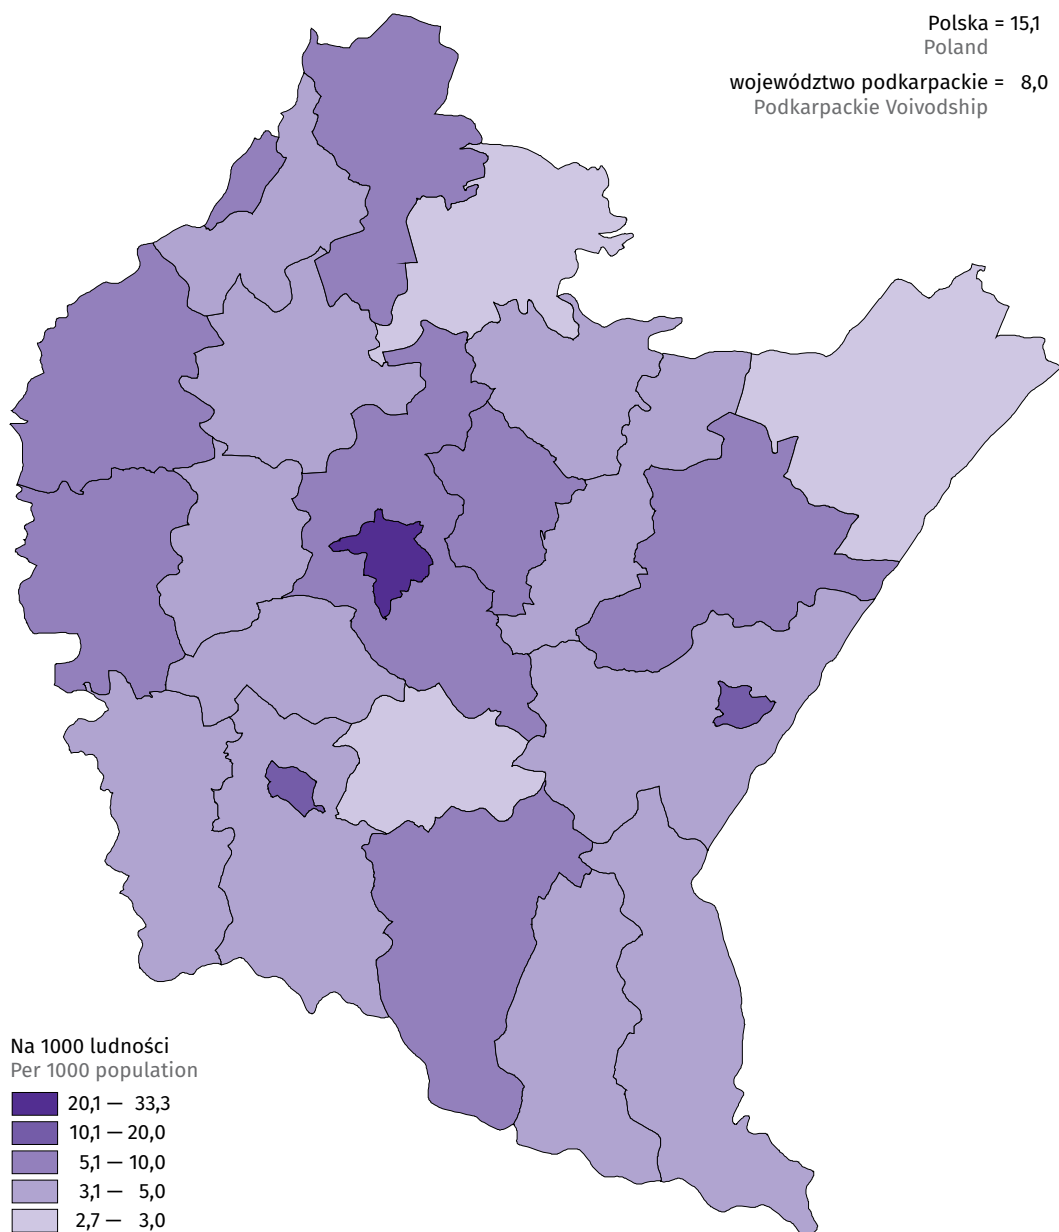 Polska = 15,1
Poland
województwo podkarpackie = 8,0
Podkarpackie Voivodship
Na 1000 ludności
Per 1000 population
20,1 — 33,3
10,1 — 20,0
5,1 — 10,0
3,1 — 5,0
2,7 — 3,0